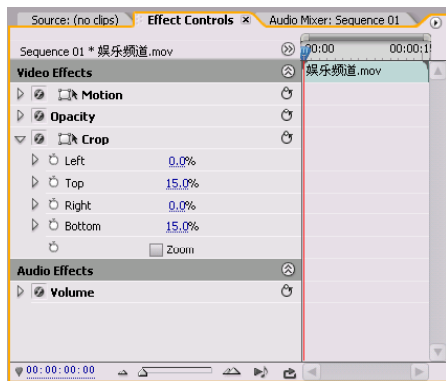 Source: (no clips) Effect Controls Audio Mixer: Sequence 01
Sequence 01 * 娱乐频道.mov 00:00 00:00:1
Video Effects 娱乐频道.mov
Motion
Opacity
Crop
Left 0.0%
Top 15.0%
Right 0.0%
Bottom 15.0%
Zoom
Audio Effects
Volume
00:00:00:00